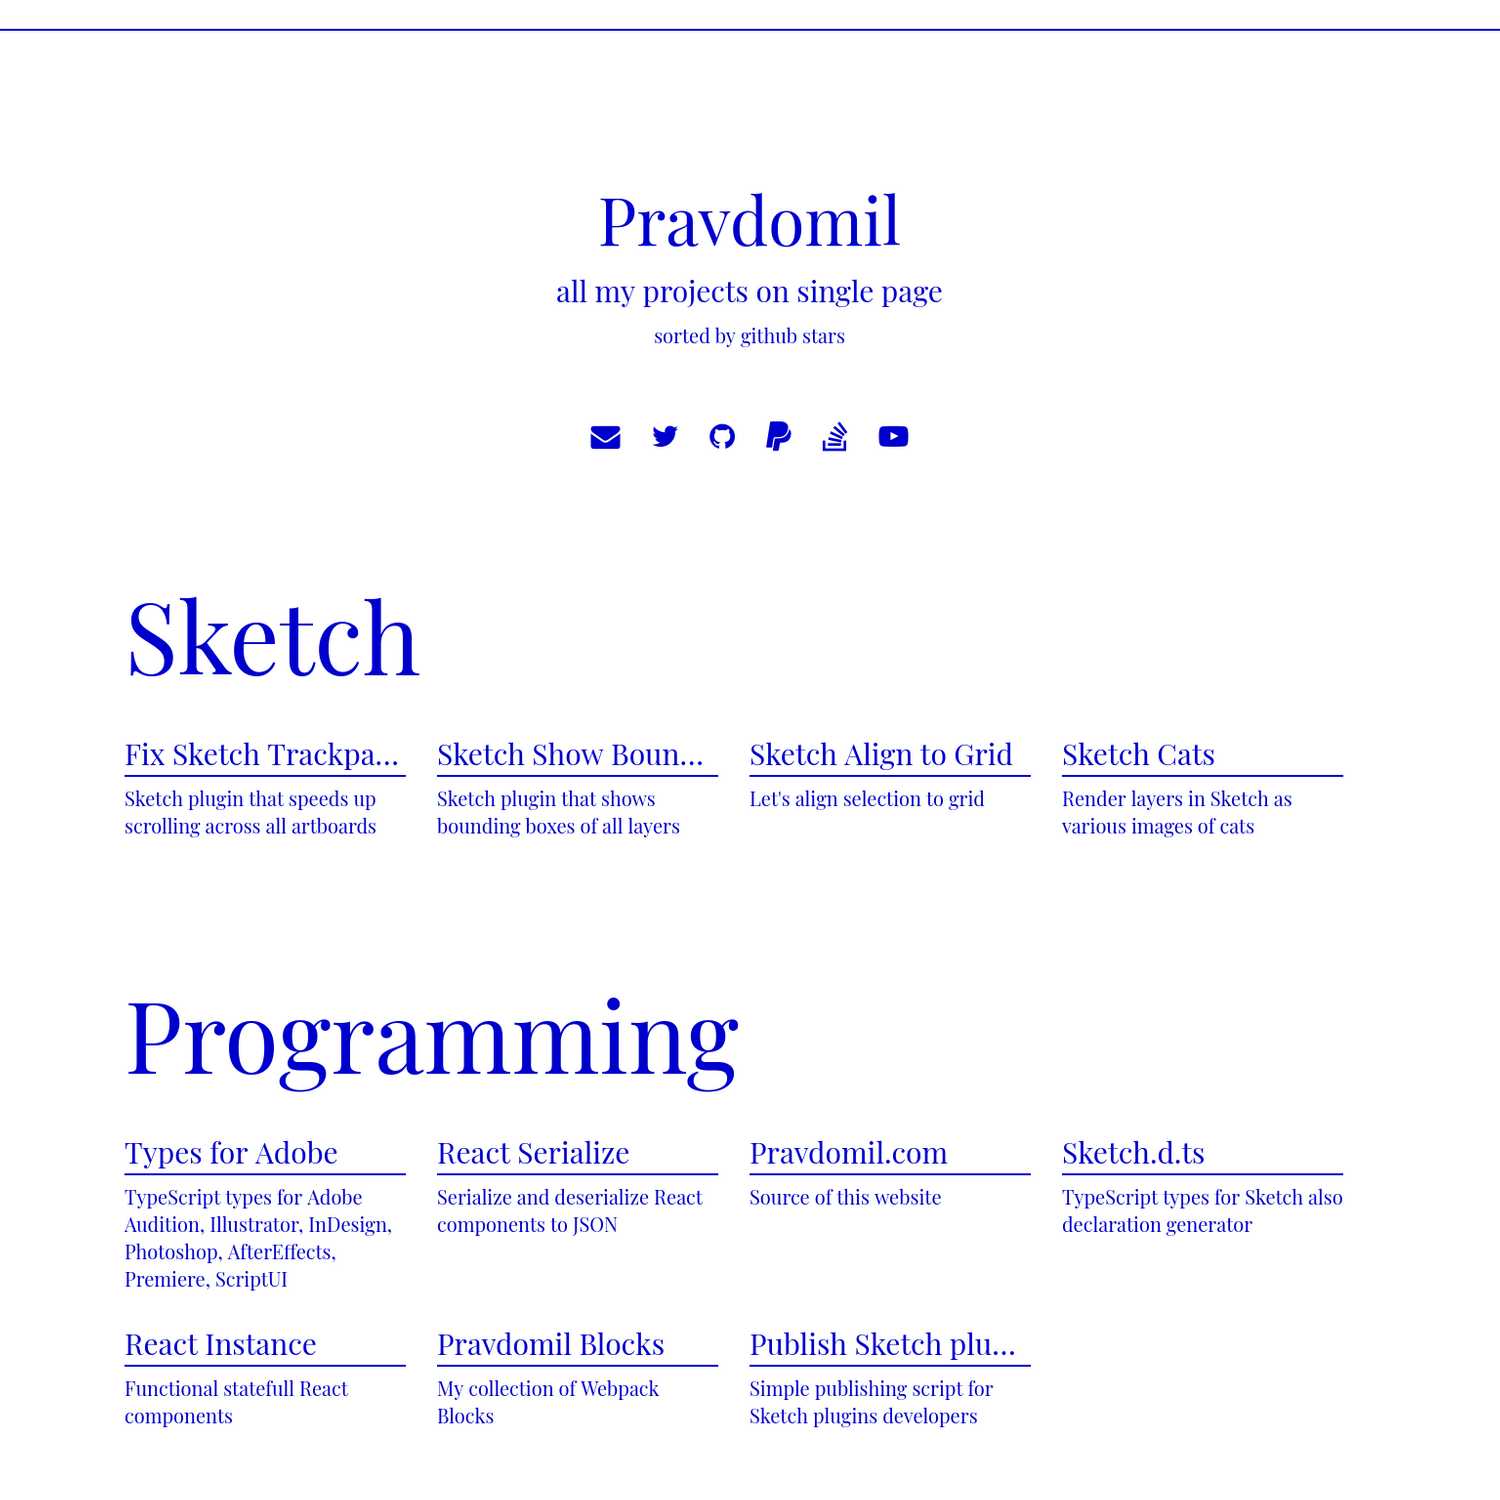 Pravdomil
all my projects on single page
sorted by github stars
Sketch
Fix Sketch Trackpa...
Sketch plugin that speeds up
scrolling across all artboards
Sketch Show Boun...
Sketch plugin that shows
bounding boxes of all layers
Sketch Align to Grid
Let's align selection to grid
Sketch Cats
Render layers in Sketch as
various images of cats
Programming
Types for Adobe
TypeScript types for Adobe
Audition, Illustrator, InDesign,
Photoshop, AfterEffects,
Premiere, ScriptUI
React Serialize
Serialize and deserialize React
components to JSON
Pravdomil.com
Source of this website
Sketch.d.ts
TypeScript types for Sketch also
declaration generator
React Instance
Functional statefull React
components
Pravdomil Blocks
My collection of Webpack
Blocks
Publish Sketch plu...
Simple publishing script for
Sketch plugins developers